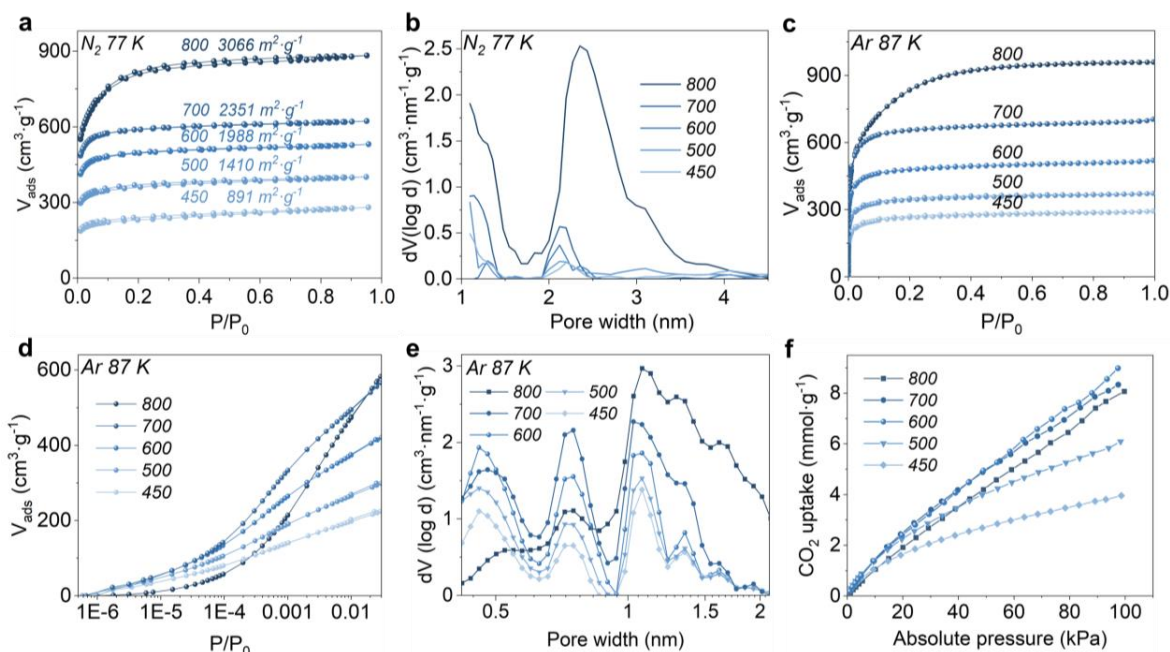 a
N₂ 77 K
800 3066 m²·g⁻¹
700 2351 m²·g⁻¹
600 1988 m²·g⁻¹
500 1410 m²·g⁻¹
450 891 m²·g⁻¹
900
600
300
0
V_ads (cm³·g⁻¹)
0.0 0.2 0.4 0.6 0.8 1.0
P/P₀
b
N₂ 77 K
800
700
600
500
450
2.5
2.0
1.5
1.0
0.5
0.0
dV(log d) (cm³·nm⁻¹·g⁻¹)
1 2 3 4
Pore width (nm)
c
Ar 87 K
800
700
600
500
450
900
600
300
0
V_ads (cm³·g⁻¹)
0.0 0.2 0.4 0.6 0.8 1.0
P/P₀
d
Ar 87 K
800
700
600
500
450
600
400
200
0
V_ads (cm³·g⁻¹)
1E-6 1E-5 1E-4 0.001 0.01
P/P₀
e
Ar 87 K
800 500
700 450
600
3
2
1
0
dV (log d) (cm³·nm⁻¹·g⁻¹)
0.5 1 1.5 2
Pore width (nm)
f
800
700
600
500
450
8
6
4
2
0
CO₂ uptake (mmol·g⁻¹)
0 20 40 60 80 100
Absolute pressure (kPa)